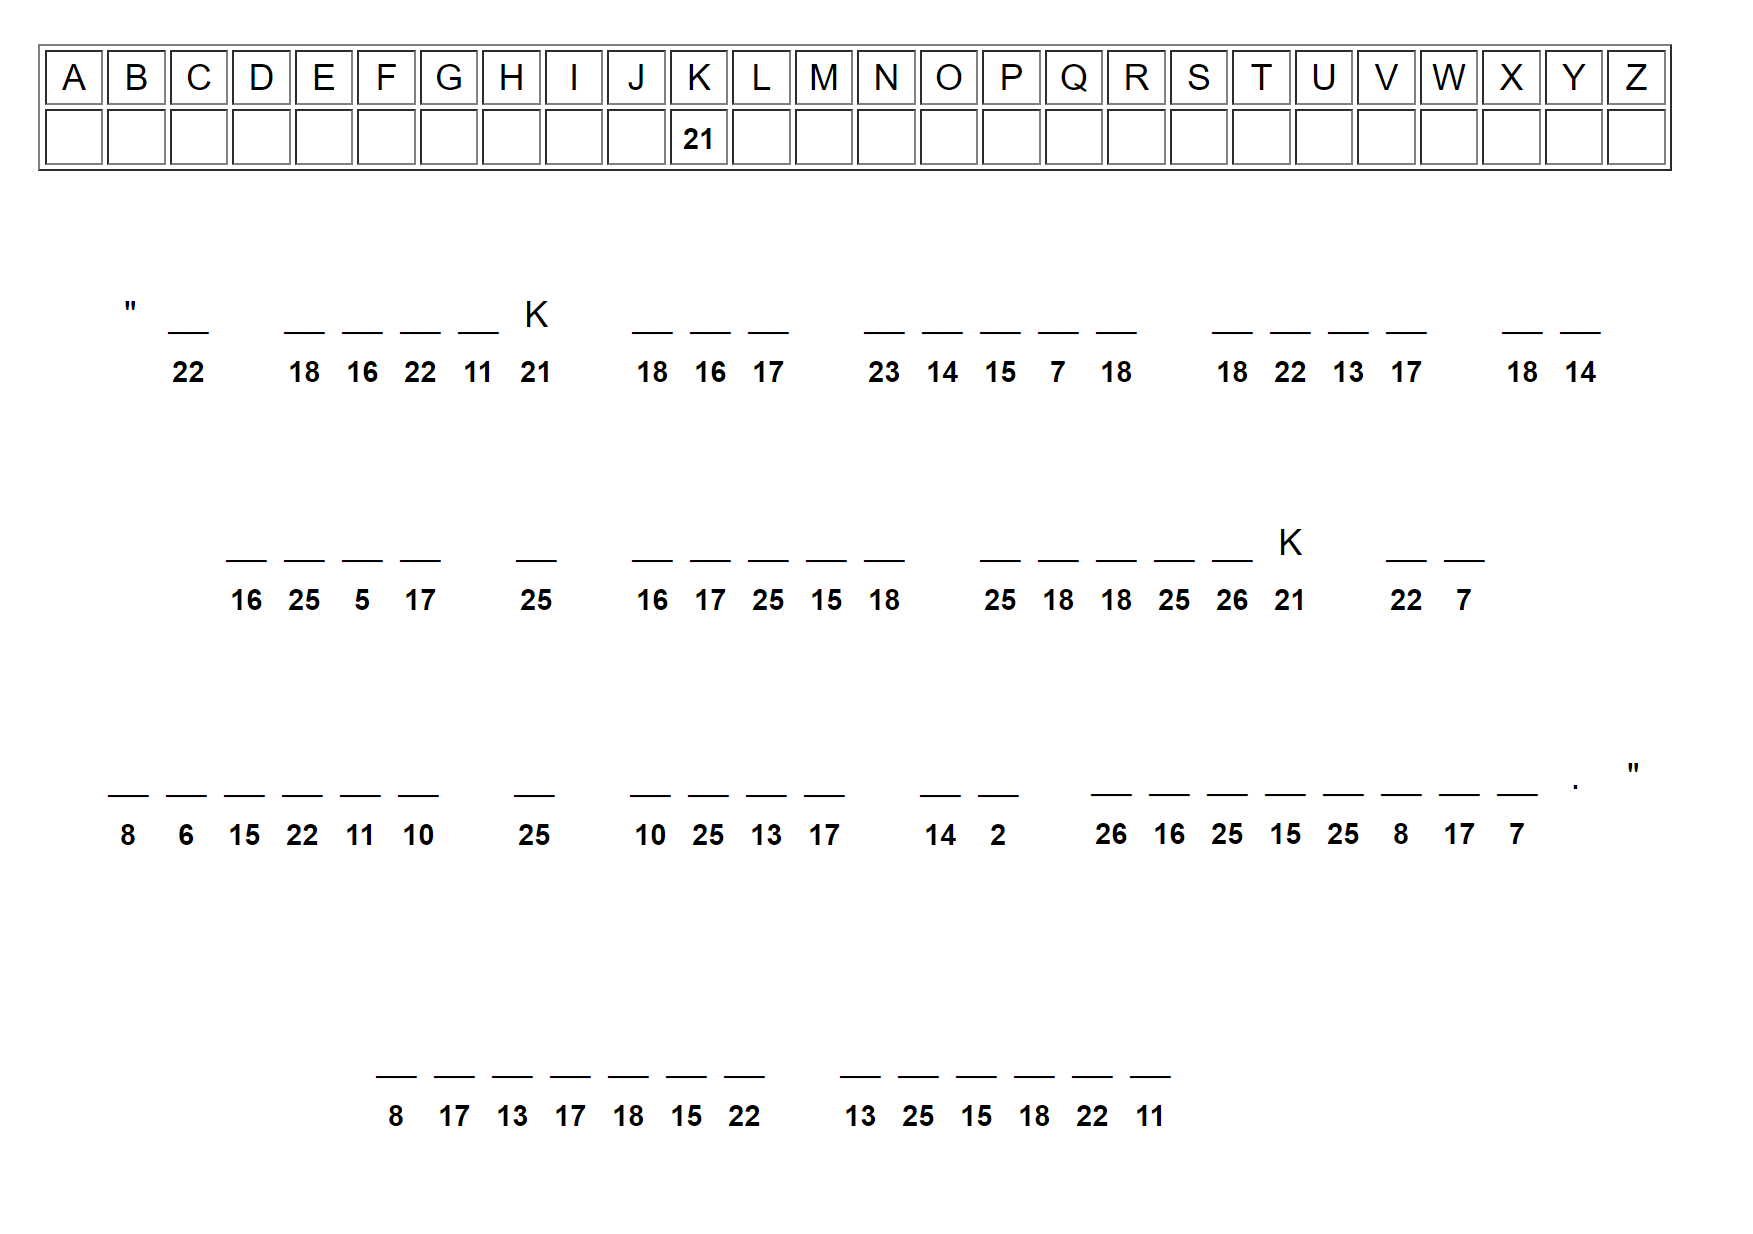 A B C D E F G H I J K L M N O P Q R S T U V W X Y Z
21
" __ __ __ __ __ K __ __ __ __ __ __ __ __ __ __ __ __ __ __
22 18 16 22 11 21 18 16 17 23 14 15 7 18 18 22 13 17 18 14
__ __ __ __ __ __ __ __ __ __ __ __ __ __ __ K __ __
16 25 5 17 25 16 17 25 15 18 25 18 18 25 26 21 22 7
__ __ __ __ __ __ __ __ __ __ __ __ __ __ __ __ __ __ __ __ __ . "
8 6 15 22 11 10 25 10 25 13 17 14 2 26 16 25 15 25 8 17 7
__ __ __ __ __ __ __ __ __ __ __ __ __
8 17 13 17 18 15 22 13 25 15 18 22 11